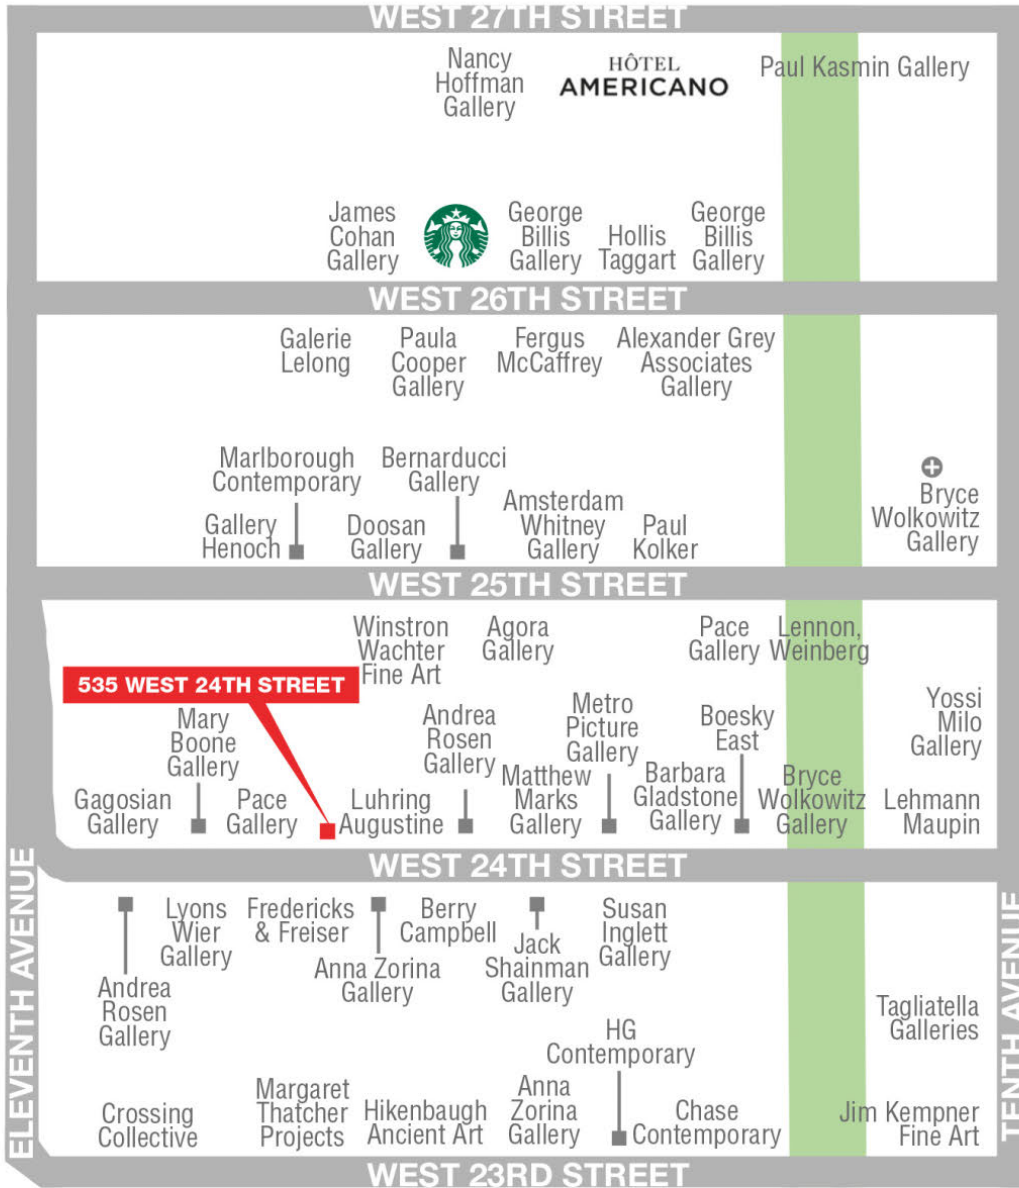 WEST 27TH STREET
Nancy
Hoffman
Gallery
HÔTEL
AMERICANO
Paul Kasmin Gallery
James
Cohan
Gallery
George
Billis
Gallery
Hollis
Taggart
George
Billis
Gallery
WEST 26TH STREET
Galerie
Lelong
Paula
Cooper
Gallery
Fergus
McCaffrey
Alexander Grey
Associates
Gallery
Marlborough
Contemporary
Bernarducci
Gallery
Gallery
Henoch
Doosan
Gallery
Amsterdam
Whitney
Gallery
Paul
Kolker
Bryce
Wolkowitz
Gallery
WEST 25TH STREET
Winstron
Wachter
Fine Art
Agora
Gallery
Pace
Gallery
Lennon,
Weinberg
535 WEST 24TH STREET
Mary
Boone
Gallery
Andrea
Rosen
Gallery
Metro
Picture
Gallery
Boesky
East
Yossi
Milo
Gallery
Gagosian
Gallery
Pace
Gallery
Luhring
Augustine
Matthew
Marks
Gallery
Barbara
Gladstone
Gallery
Bryce
Wolkowitz
Gallery
Lehmann
Maupin
WEST 24TH STREET
ELEVENTH AVENUE
TENTH AVENUE
Lyons
Wier
Gallery
Fredericks
& Freiser
Berry
Campbell
Susan
Inglett
Gallery
Andrea
Rosen
Gallery
Anna Zorina
Gallery
Jack
Shainman
Gallery
HG
Contemporary
Tagliatella
Galleries
Crossing
Collective
Margaret
Thatcher
Projects
Hikenbaugh
Ancient Art
Anna
Zorina
Gallery
Chase
Contemporary
Jim Kempner
Fine Art
WEST 23RD STREET